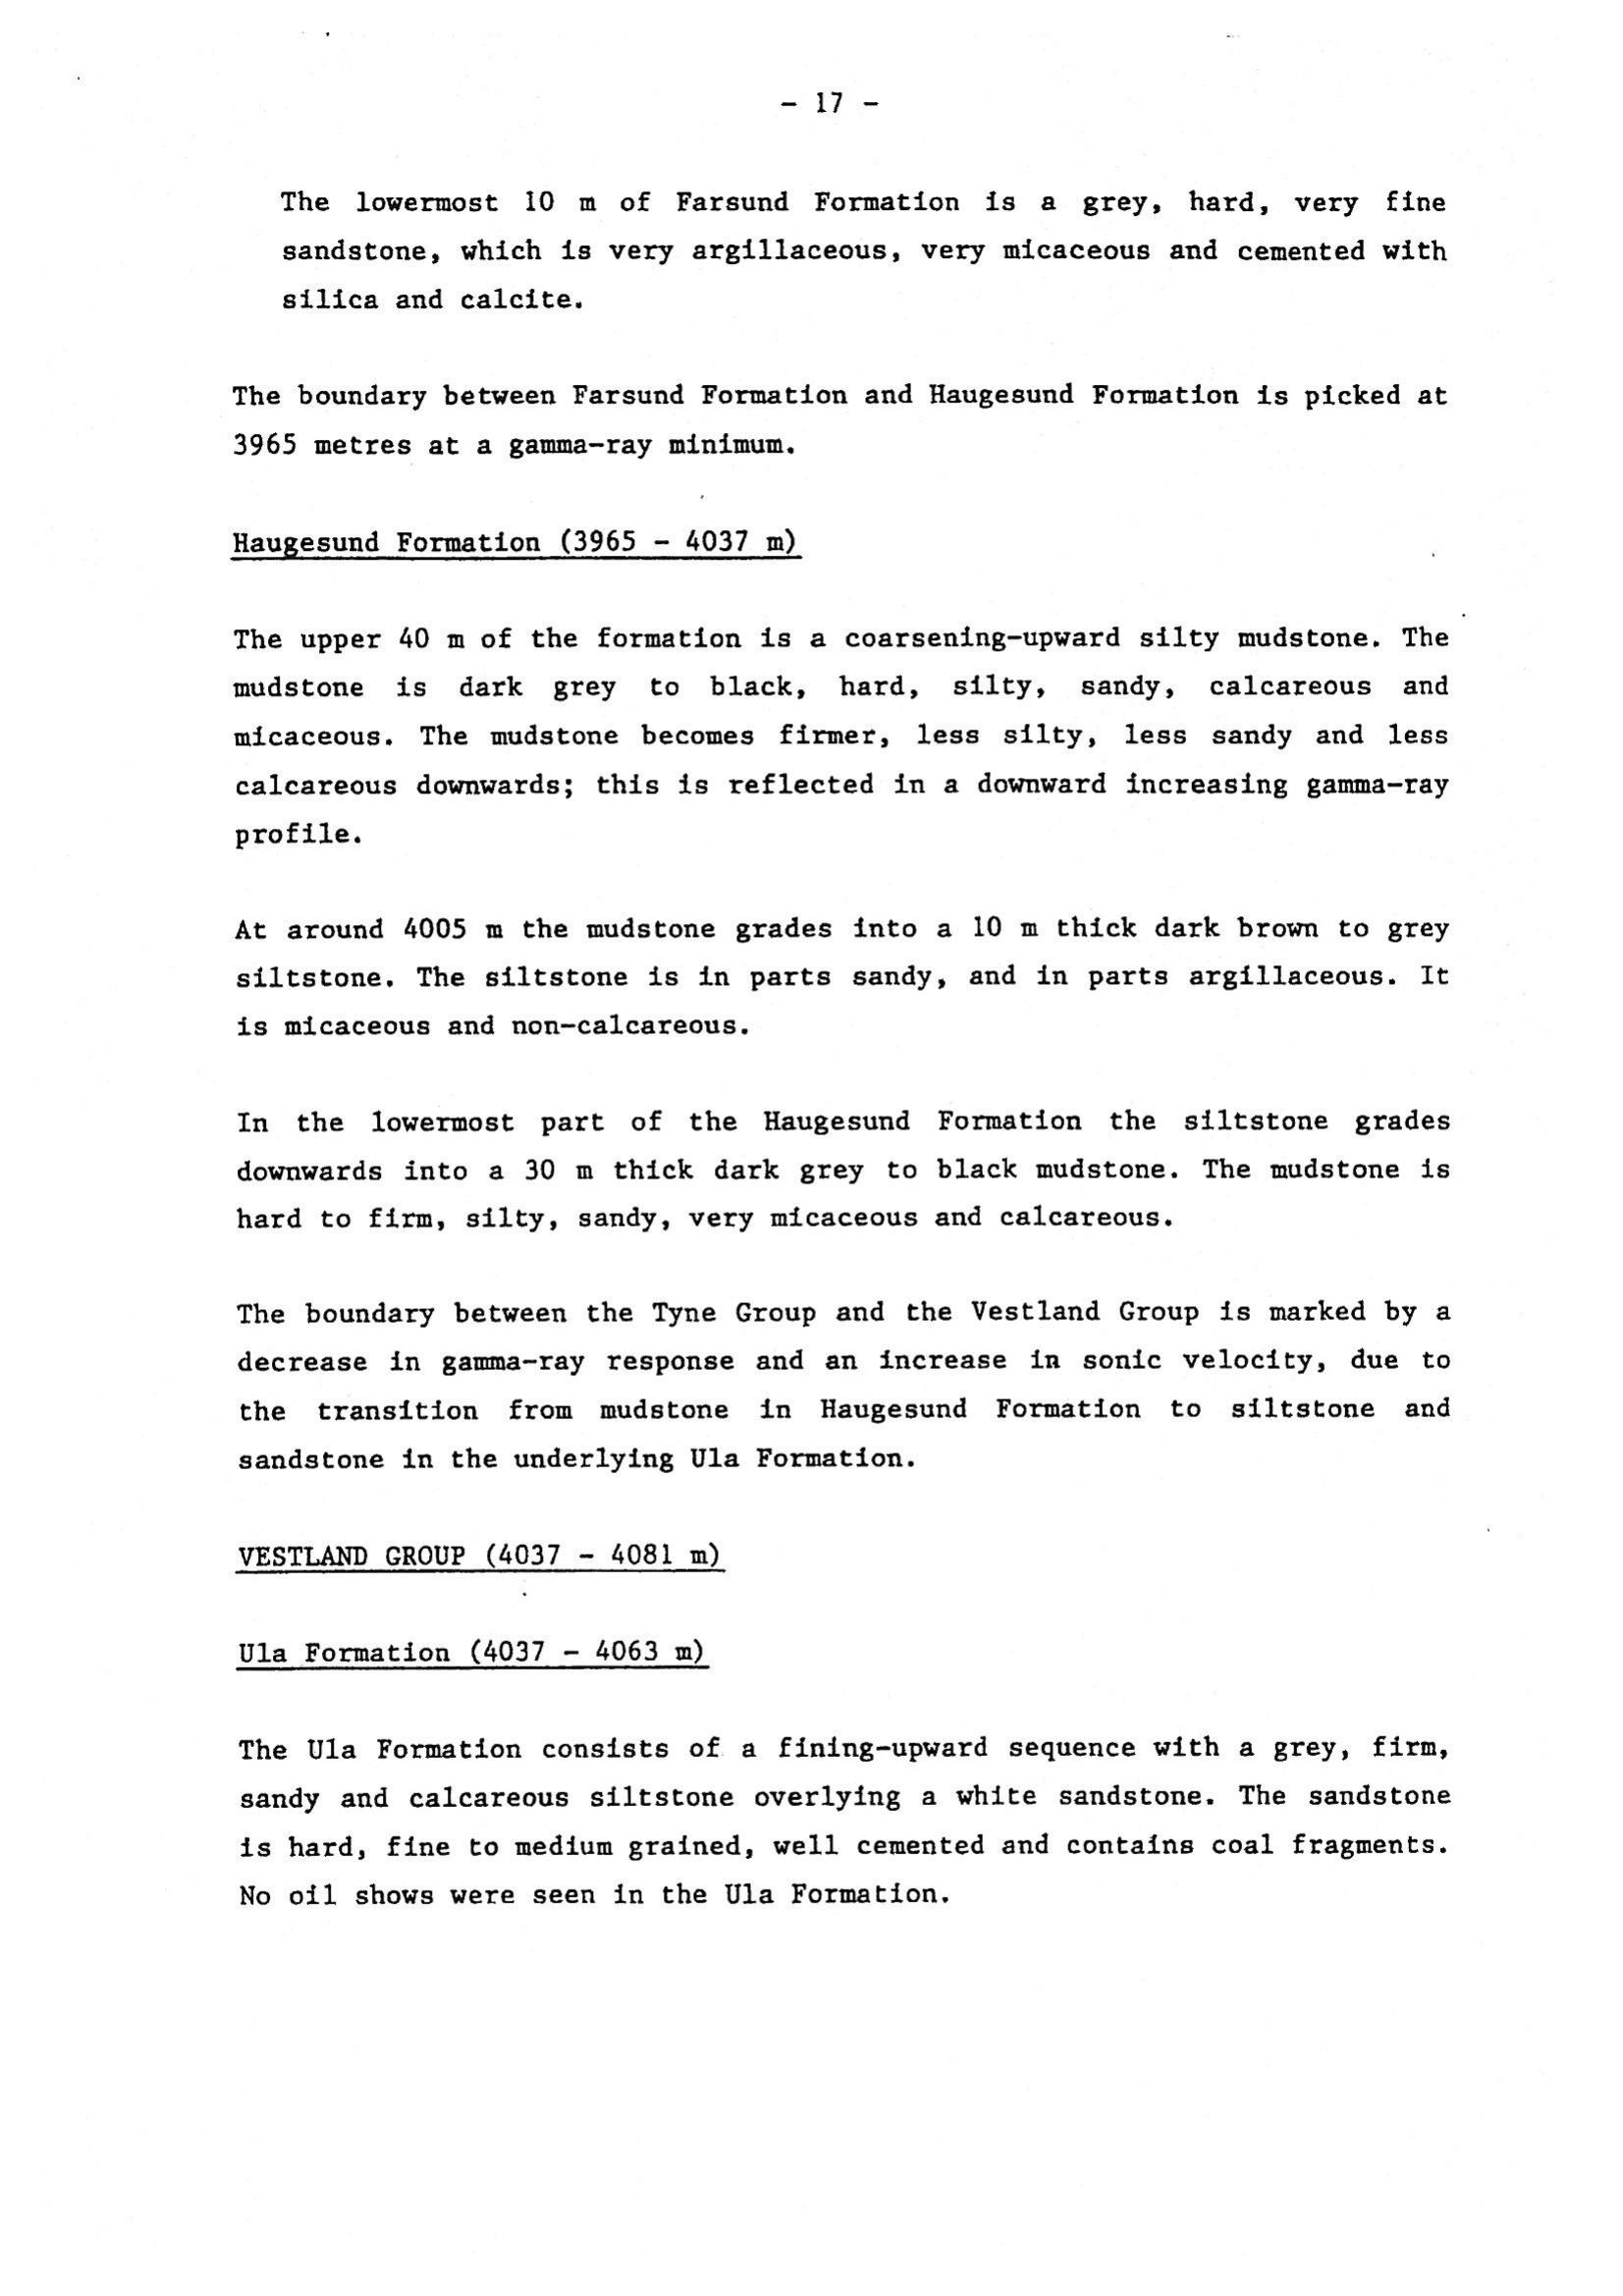 - 17 -
The lowermost 10 m of Farsund Formation is a grey, hard, very fine
sandstone, which is very argillaceous, very micaceous and cemented with
silica and calcite.
The boundary between Farsund Formation and Haugesund Formation is picked at
3965 metres at a gamma-ray minimum.
Haugesund Formation (3965 - 4037 m)
The upper 40 m of the formation is a coarsening-upward silty mudstone. The
mudstone is dark grey to black, hard, silty, sandy, calcareous and
micaceous. The mudstone becomes firmer, less silty, less sandy and less
calcareous downwards; this is reflected in a downward increasing gamma-ray
profile.
At around 4005 m the mudstone grades into a 10 m thick dark brown to grey
siltstone. The siltstone is in parts sandy, and in parts argillaceous. It
is micaceous and non-calcareous.
In the lowermost part of the Haugesund Formation the siltstone grades
downwards into a 30 m thick dark grey to black mudstone. The mudstone is
hard to firm, silty, sandy, very micaceous and calcareous.
The boundary between the Tyne Group and the Vestland Group is marked by a
decrease in gamma-ray response and an increase in sonic velocity, due to
the transition from mudstone in Haugesund Formation to siltstone and
sandstone in the underlying Ula Formation.
VESTLAND GROUP (4037 - 4081 m)
Ula Formation (4037 - 4063 m)
The Ula Formation consists of a fining-upward sequence with a grey, firm,
sandy and calcareous siltstone overlying a white sandstone. The sandstone
is hard, fine to medium grained, well cemented and contains coal fragments.
No oil shows were seen in the Ula Formation.